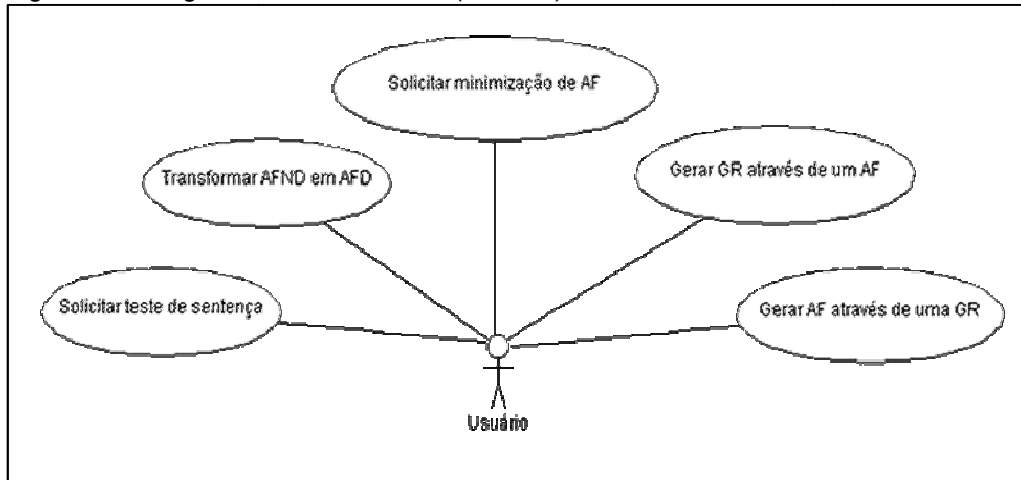 Solicitar minimização de AF
Transformar AFND em AFD
Gerar GR através de um AF
Solicitar teste de sentença
Gerar AF através de uma GR
Usuário